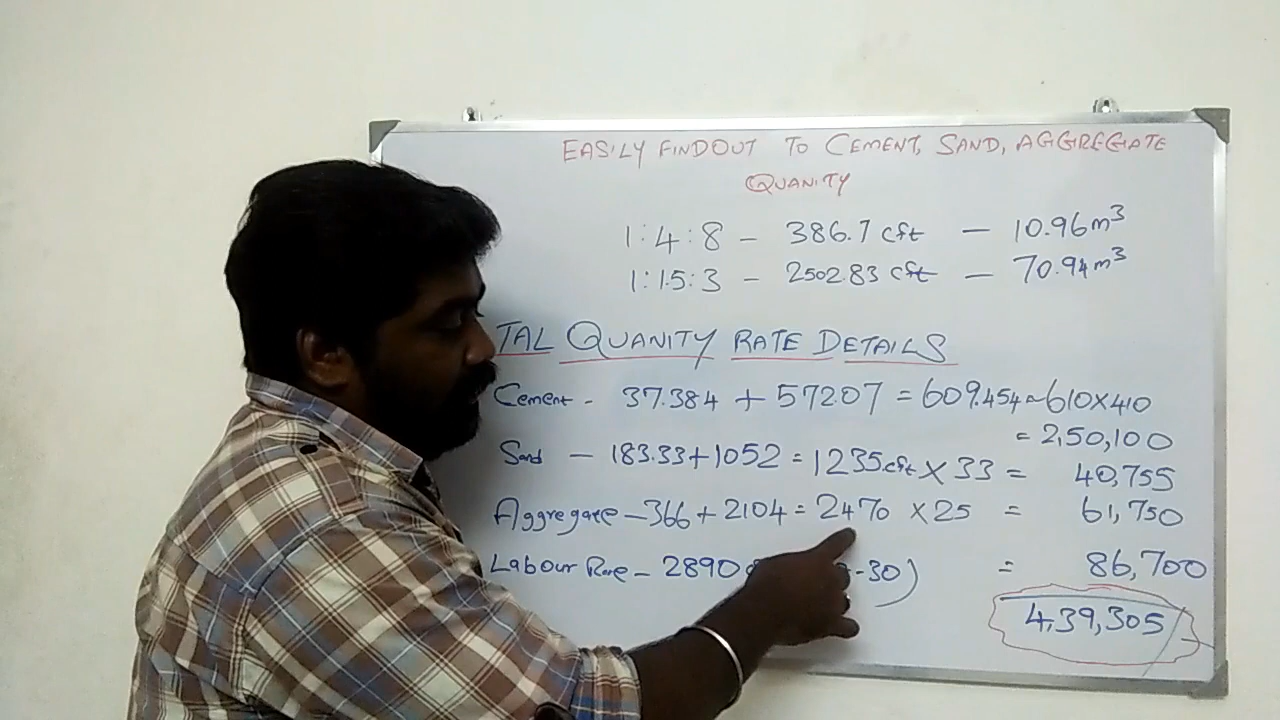 EASILY FINDOUT TO CEMENT, SAND, AGGREGATE
QUANITY
1:4:8 - 386.7 cft - 10.96m³
1:1.5:3 - 2502.83 cft - 70.94m³
TAL QUANITY RATE DETAILS
Cement - 37.384 + 572.07 = 609.454 ≈ 610×410
= 2,50,100
Sand - 183.33+1052 = 1235cft × 33 = 40,755
Aggregate - 366 + 2104 = 2470 × 25 = 61,750
Labour Rate - 2890 -30) = 86,700
4,39,305